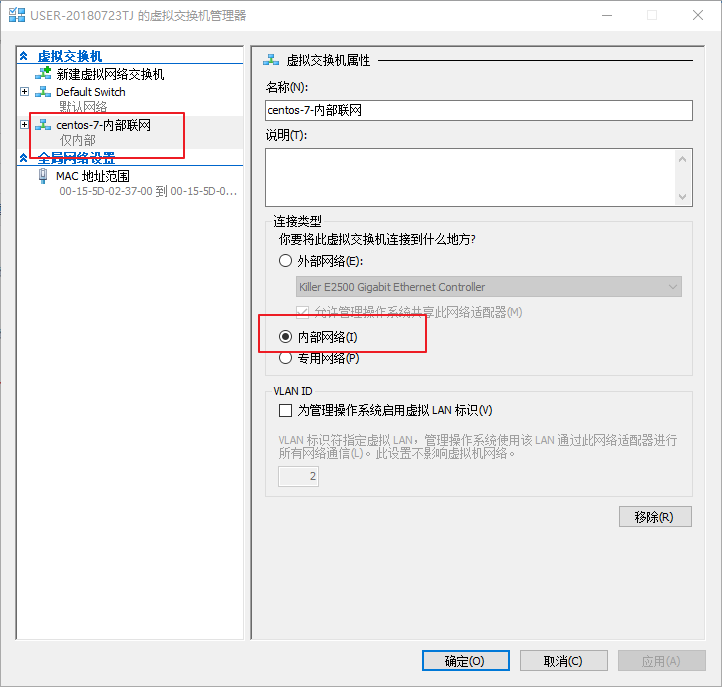 USER-20180723TJ 的虚拟交换机管理器
虚拟交换机
新建虚拟网络交换机
Default Switch
默认网络
centos-7-内部联网
仅内部
全局网络设置
MAC 地址范围
00-15-5D-02-37-00 到 00-15-5D-0...
虚拟交换机属性
名称(N):
centos-7-内部联网
说明(T):
连接类型
你要将此虚拟交换机连接到什么地方?
外部网络(E):
Killer E2500 Gigabit Ethernet Controller
允许管理操作系统共享此网络适配器(M)
内部网络(I)
专用网络(P)
VLAN ID
为管理操作系统启用虚拟 LAN 标识(V)
VLAN 标识符指定虚拟 LAN，管理操作系统使用该 LAN 通过此网络适配器进行
所有网络通信(L)。此设置不影响虚拟机网络。
2
移除(R)
确定(O)
取消(C)
应用(A)